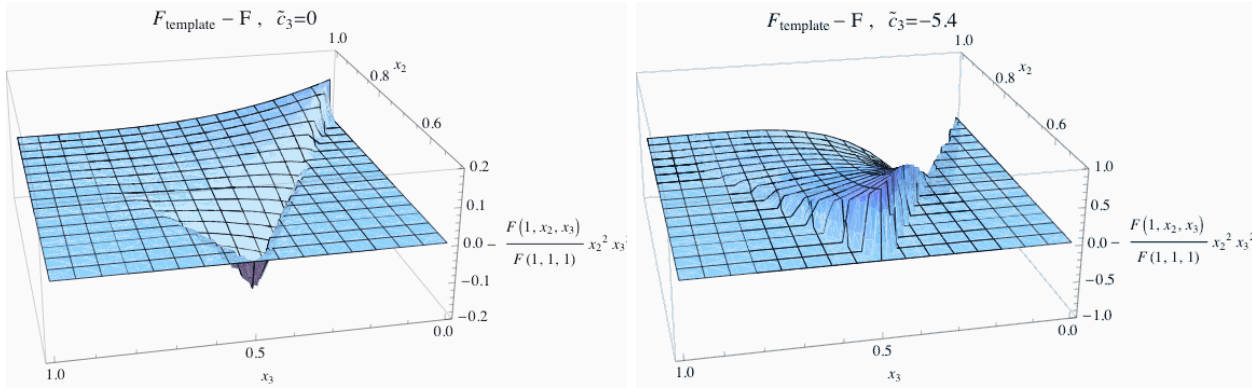 F_template − F , c̃_3=0
1.0
x_2
0.8
0.6
0.2
0.1
0.0
−0.1
−0.2
− F(1, x_2, x_3) / F(1, 1, 1) x_2^2 x_3^2
0.0
0.5
1.0
x_3
F_template − F , c̃_3=−5.4
1.0
x_2
0.8
0.6
1.0
0.5
0.0
−0.5
−1.0
− F(1, x_2, x_3) / F(1, 1, 1) x_2^2 x_3^2
0.0
0.5
1.0
x_3